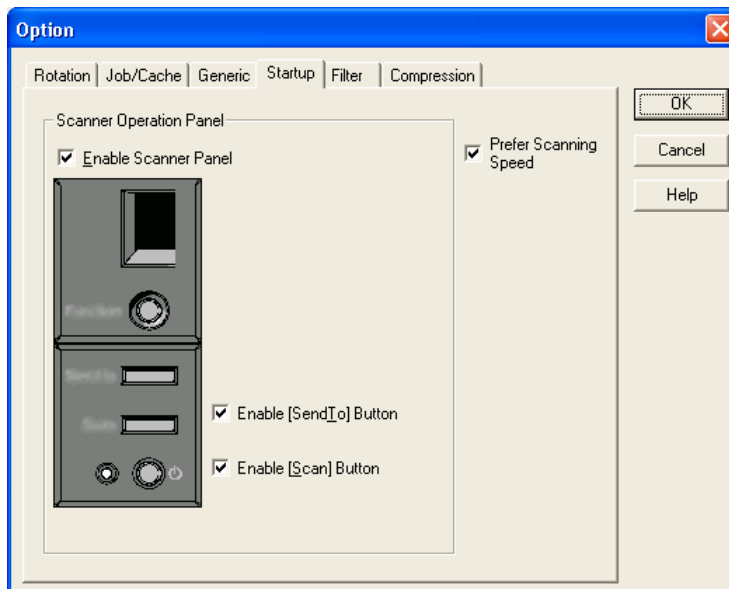 Option
Rotation
Job/Cache
Generic
Startup
Filter
Compression
Scanner Operation Panel
Enable Scanner Panel
Function
Send to
Scan
Enable [SendTo] Button
Enable [Scan] Button
Prefer Scanning
Speed
OK
Cancel
Help